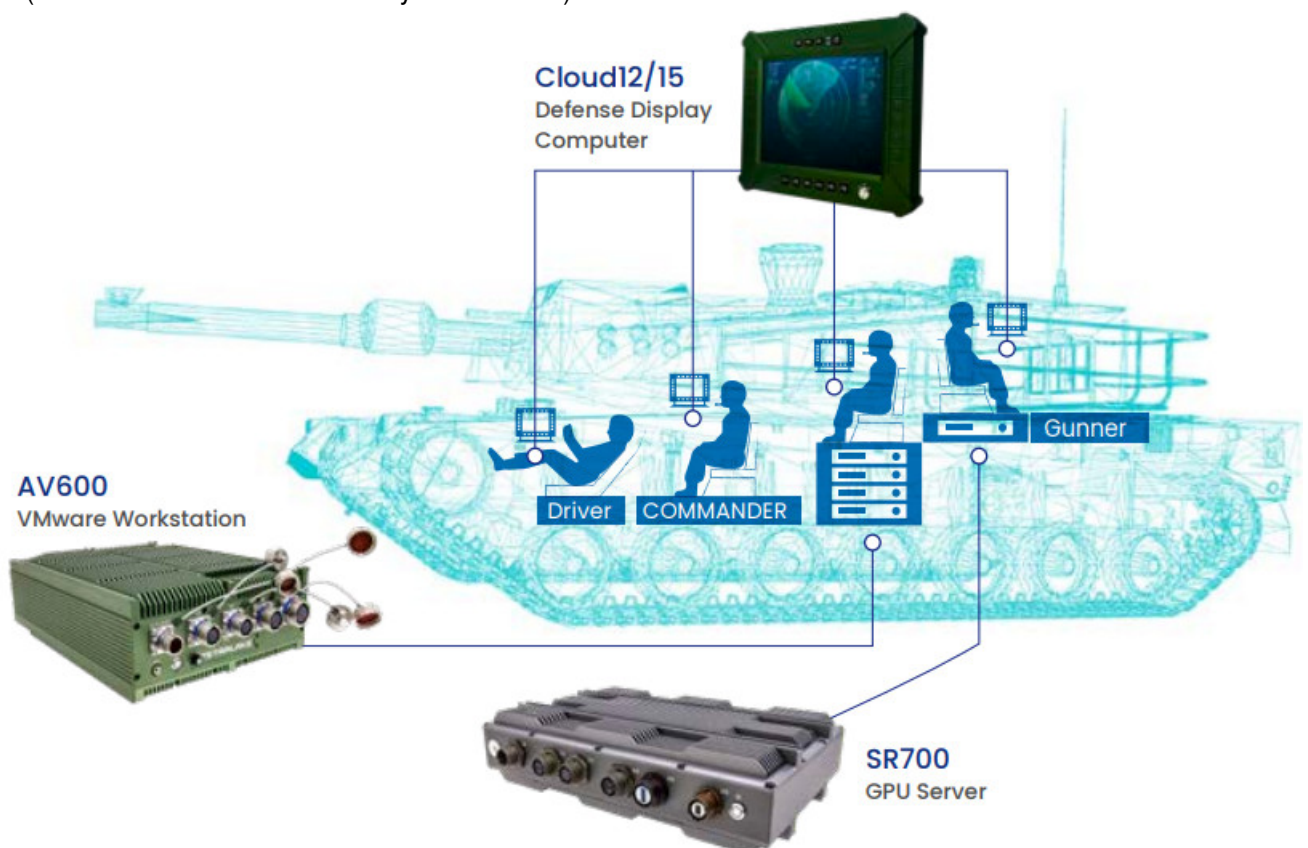 Cloud12/15
Defense Display
Computer
Gunner
Driver
COMMANDER
AV600
VMware Workstation
SR700
GPU Server